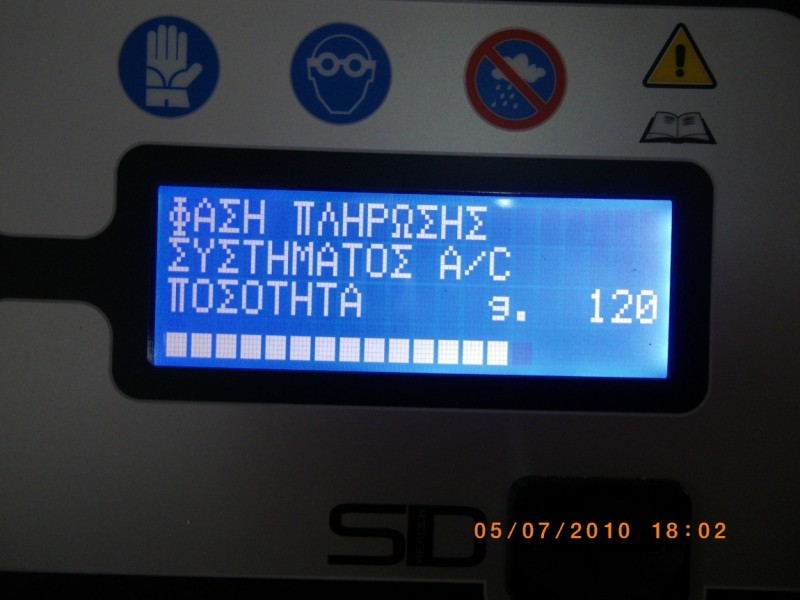 ΦΑΣΗ ΠΛΗΡΩΣΗΣ
ΣΥΣΤΗΜΑΤΟΣ A/C
ΠΟΣΟΤΗΤΑ g. 120
SD
05/07/2010 18:02